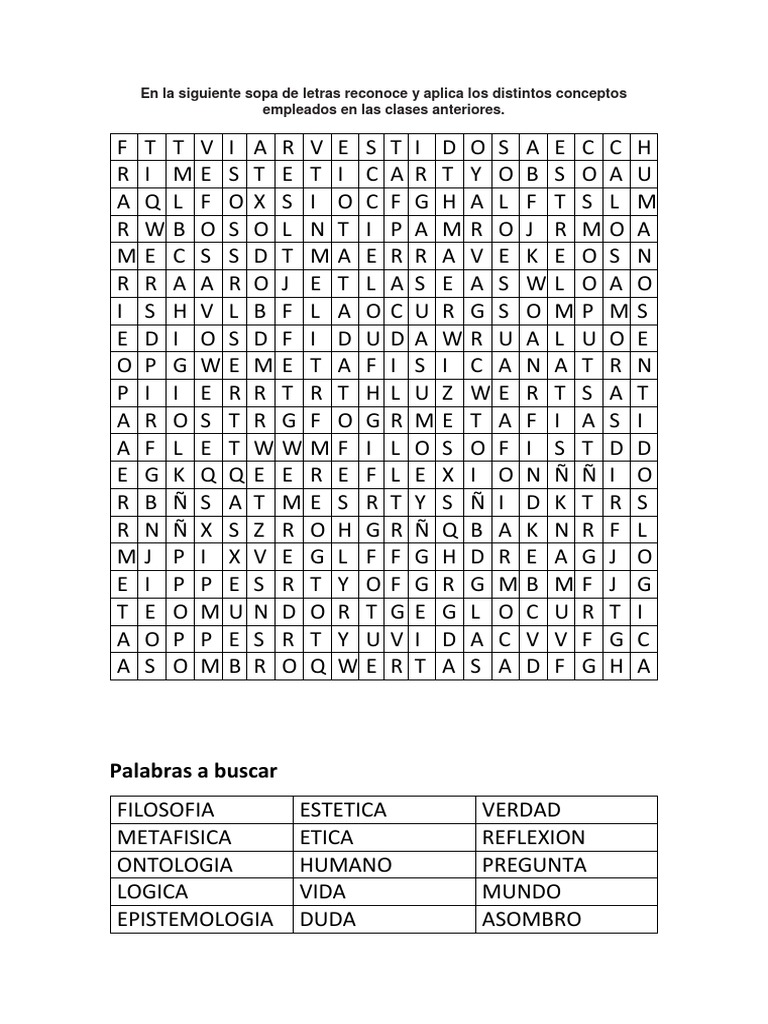 En la siguiente sopa de letras reconoce y aplica los distintos conceptos
empleados en las clases anteriores.
F T T V I A R V E S T I D O S A E C C H
R I M E S T E T I C A R T Y O B S O A U
A Q L F O X S I O C F G H A L F T S L M
R W B O S O L N T I P A M R O J R M O A
M E C S S D T M A E R R A V E K E O S N
R R A A R O J E T L A S E A S W L O A O
I S H V L B F L A O C U R G S O M P M S
E D I O S D F I D U D A W R U A L U O E
O P G W E M E T A F I S I C A N A T R N
P I I E R R T R T H L U Z W E R T S A T
A R O S T R G F O G R M E T A F I A S I
A F L E T W W M F I L O S O F I S T D D
E G K Q Q E E R E F L E X I O N Ñ Ñ I O
R B Ñ S A T M E S R T Y S Ñ I D K T R S
R N Ñ X S Z R O H G R Ñ Q B A K N R F L
M J P I X V E G L F F G H D R E A G J O
E I P P E S R T Y O F G R G M B M F J G
T E O M U N D O R T G E G L O C U R T I
A O P P E S R T Y U V I D A C V V F G C
A S O M B R O Q W E R T A S A D F G H A
Palabras a buscar
FILOSOFIA ESTETICA VERDAD
METAFISICA ETICA REFLEXION
ONTOLOGIA HUMANO PREGUNTA
LOGICA VIDA MUNDO
EPISTEMOLOGIA DUDA ASOMBRO